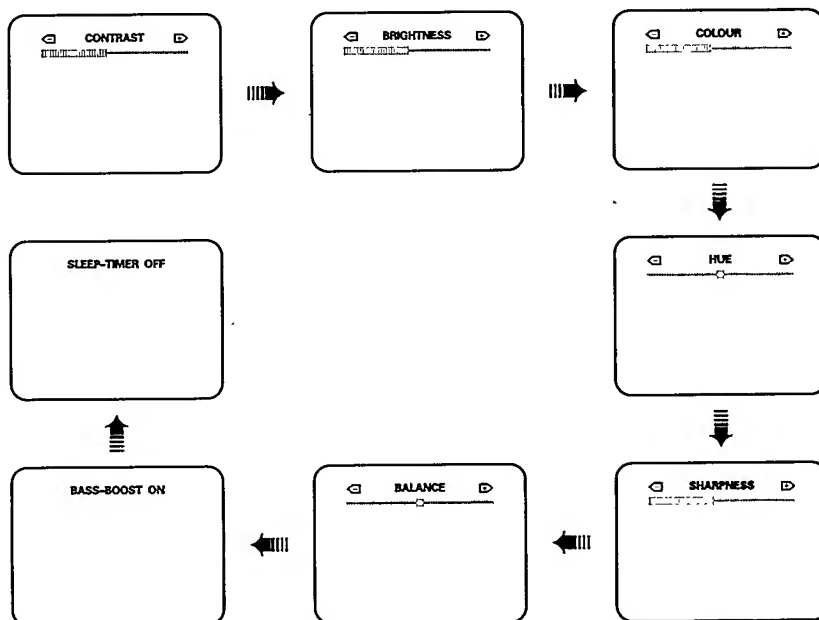 CONTRAST
BRIGHTNESS
COLOUR
SLEEP-TIMER OFF
HUE
BASS-BOOST ON
BALANCE
SHARPNESS